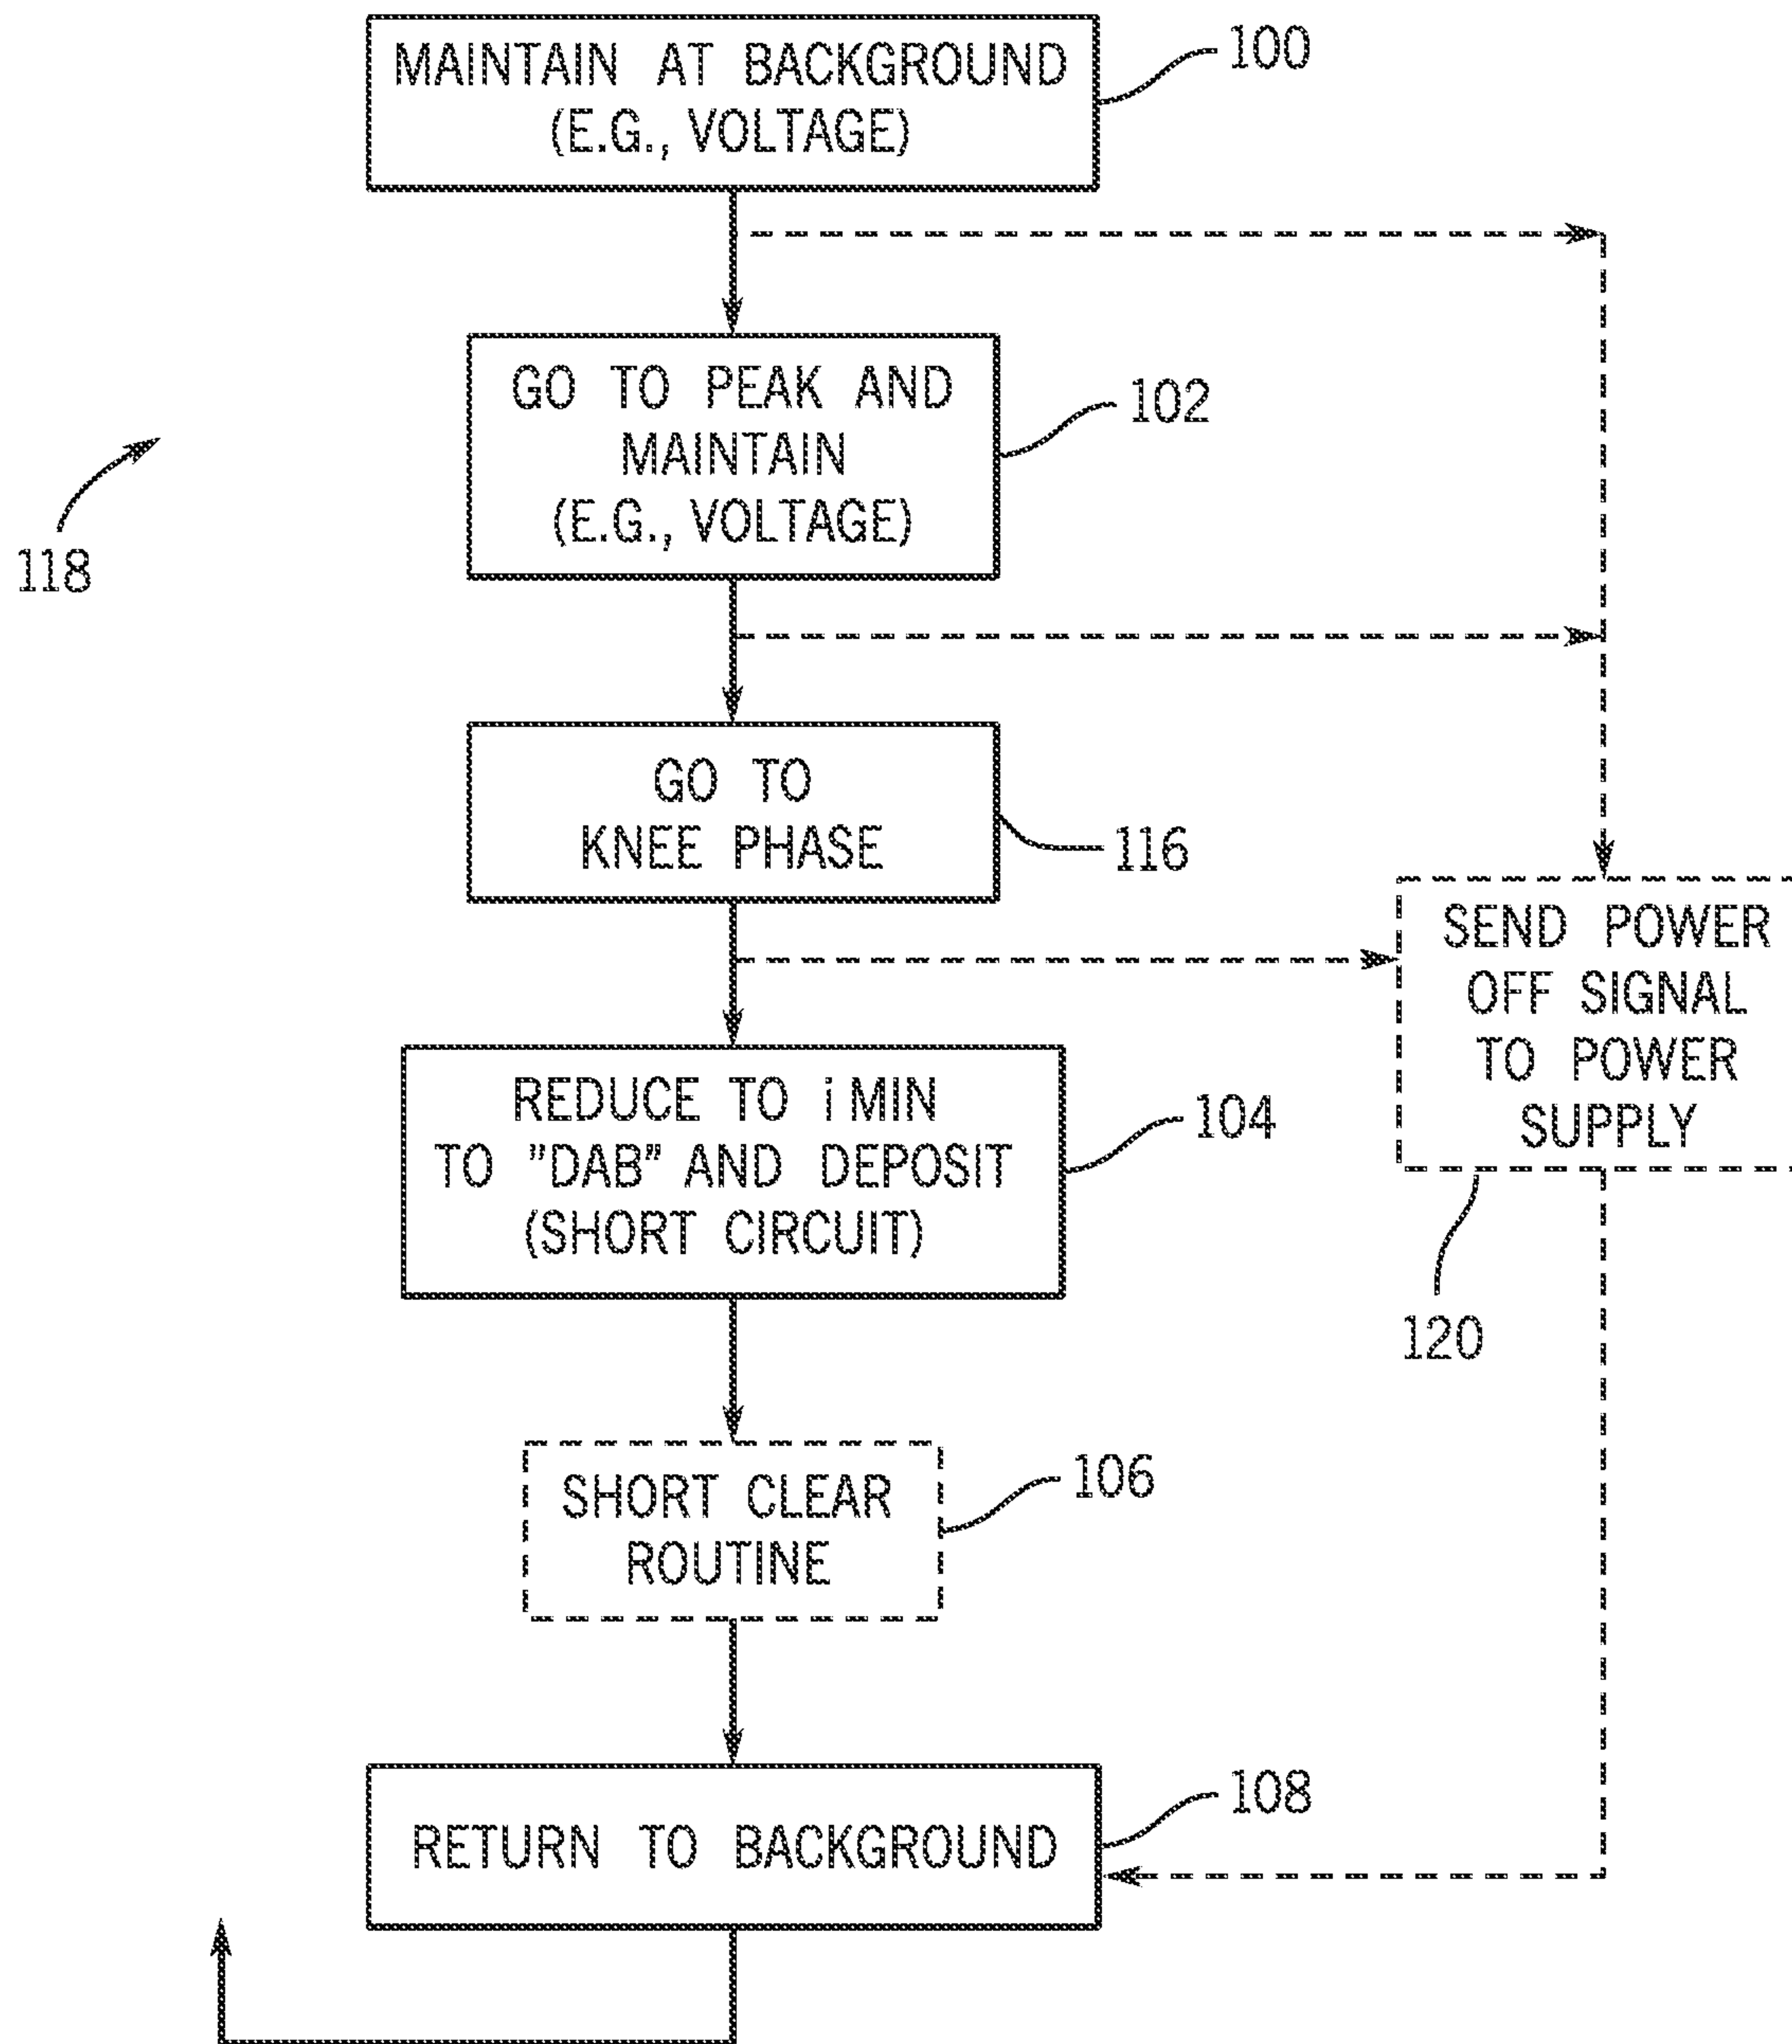 MAINTAIN AT BACKGROUND
(E.G., VOLTAGE)
100
GO TO PEAK AND
MAINTAIN
(E.G., VOLTAGE)
102
118
GO TO
KNEE PHASE
116
SEND POWER
OFF SIGNAL
TO POWER
SUPPLY
120
REDUCE TO i MIN
TO ”DAB” AND DEPOSIT
(SHORT CIRCUIT)
104
SHORT CLEAR
ROUTINE
106
RETURN TO BACKGROUND
108